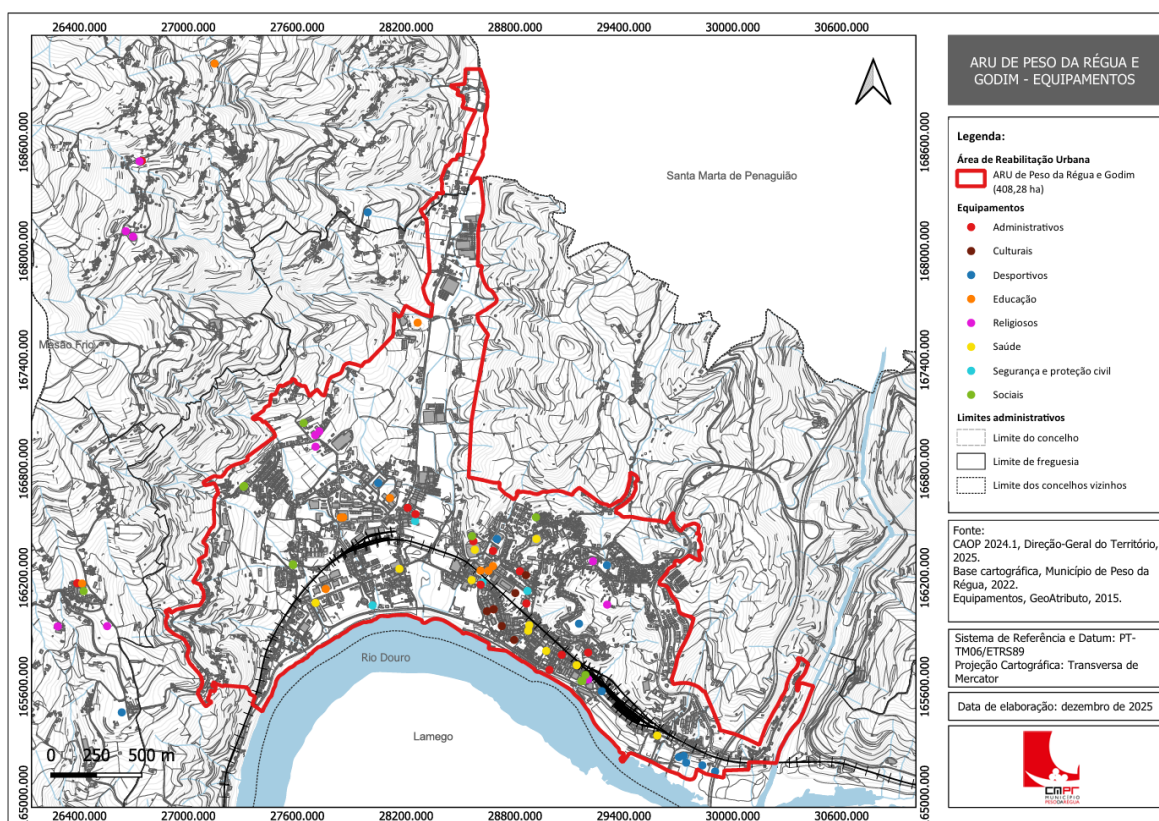 26400.000 27000.000 27600.000 28200.000 28800.000 29400.000 30000.000 30600.000
168600.000
168000.000
167400.000
166800.000
166200.000
165600.000
65000.000
Santa Marta de Penaguião
Mesão Frio
Rio Douro
Lamego
0 250 500 m
168600.000
168000.000
167400.000
166800.000
166200.000
165600.000
65000.000
26400.000 27000.000 27600.000 28200.000 28800.000 29400.000 30000.000 30600.000
ARU DE PESO DA RÉGUA E
GODIM - EQUIPAMENTOS
Legenda:
Área de Reabilitação Urbana
ARU de Peso da Régua e Godim
(408,28 ha)
Equipamentos
Administrativos
Culturais
Desportivos
Educação
Religiosos
Saúde
Segurança e proteção civil
Sociais
Limites administrativos
Limite do concelho
Limite de freguesia
Limite dos concelhos vizinhos
Fonte:
CAOP 2024.1, Direção-Geral do Território,
2025.
Base cartográfica, Município de Peso da
Régua, 2022.
Equipamentos, GeoAtributo, 2015.
Sistema de Referência e Datum: PT-
TM06/ETRS89
Projeção Cartográfica: Transversa de
Mercator
Data de elaboração: dezembro de 2025
CMPR
MUNICÍPIO
PESO DA RÉGUA